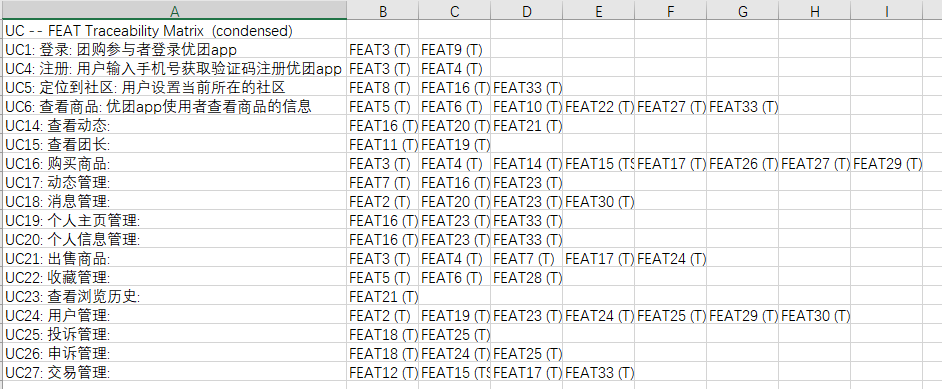 A B C D E F G H I
UC -- FEAT Traceability Matrix (condensed)
UC1: 登录: 团购参与者登录优团app FEAT3 (T) FEAT9 (T)
UC4: 注册: 用户输入手机号获取验证码注册优团app FEAT3 (T) FEAT4 (T)
UC5: 定位到社区: 用户设置当前所在的社区 FEAT8 (T) FEAT16 (T) FEAT33 (T)
UC6: 查看商品: 优团app使用者查看商品的信息 FEAT5 (T) FEAT6 (T) FEAT10 (T) FEAT22 (T) FEAT27 (T) FEAT33 (T)
UC14: 查看动态: FEAT16 (T) FEAT20 (T) FEAT21 (T)
UC15: 查看团长: FEAT11 (T) FEAT19 (T)
UC16: 购买商品: FEAT3 (T) FEAT4 (T) FEAT14 (T) FEAT15 (TS FEAT17 (T) FEAT26 (T) FEAT27 (T) FEAT29 (T)
UC17: 动态管理: FEAT7 (T) FEAT16 (T) FEAT23 (T)
UC18: 消息管理: FEAT2 (T) FEAT20 (T) FEAT23 (T) FEAT30 (T)
UC19: 个人主页管理: FEAT16 (T) FEAT23 (T) FEAT33 (T)
UC20: 个人信息管理: FEAT16 (T) FEAT23 (T) FEAT33 (T)
UC21: 出售商品: FEAT3 (T) FEAT4 (T) FEAT7 (T) FEAT17 (T) FEAT24 (T)
UC22: 收藏管理: FEAT5 (T) FEAT6 (T) FEAT28 (T)
UC23: 查看浏览历史: FEAT21 (T)
UC24: 用户管理: FEAT2 (T) FEAT19 (T) FEAT23 (T) FEAT24 (T) FEAT25 (T) FEAT29 (T) FEAT30 (T)
UC25: 投诉管理: FEAT18 (T) FEAT25 (T)
UC26: 申诉管理: FEAT18 (T) FEAT24 (T) FEAT25 (T)
UC27: 交易管理: FEAT12 (T) FEAT15 (TS FEAT17 (T) FEAT33 (T)